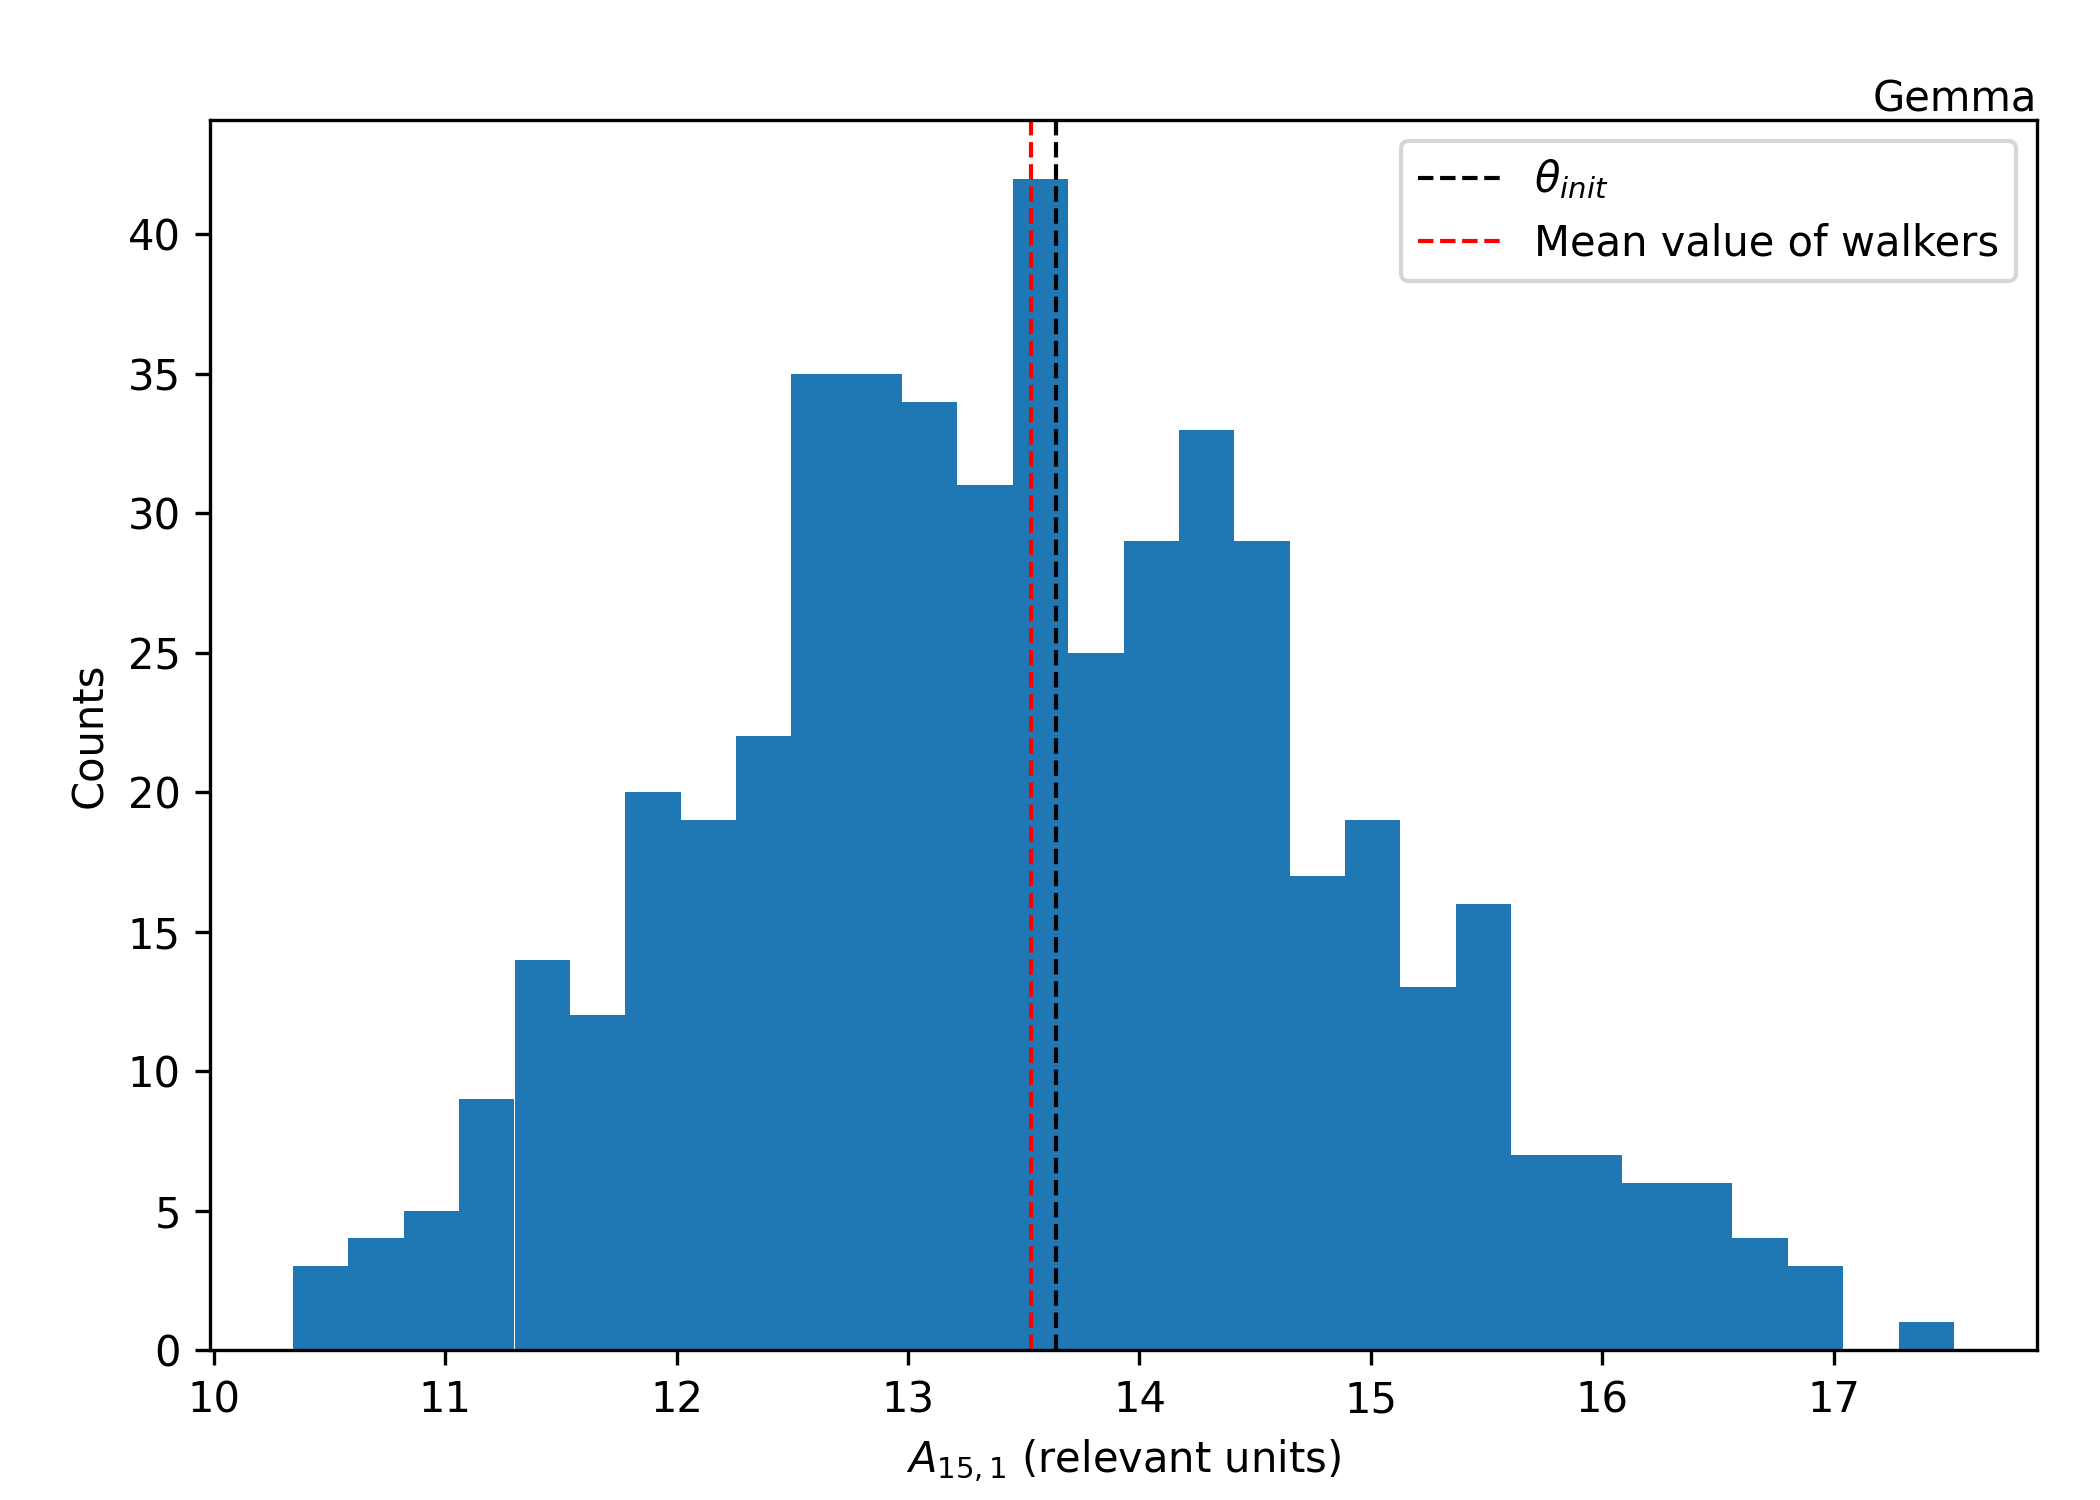 Gemma
θinit
Mean value of walkers
40
35
30
25
20
15
10
5
0
Counts
10 11 12 13 14 15 16 17
A15, 1 (relevant units)